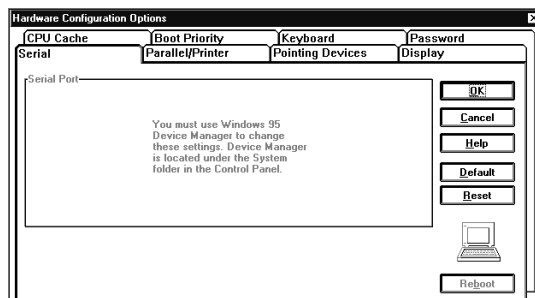 Hardware Configuration Options
CPU Cache
Boot Priority
Keyboard
Password
Serial
Parallel/Printer
Pointing Devices
Display
Serial Port
You must use Windows 95
Device Manager to change
these settings. Device Manager
is located under the System
folder in the Control Panel.
OK
Cancel
Help
Default
Reset
Reboot